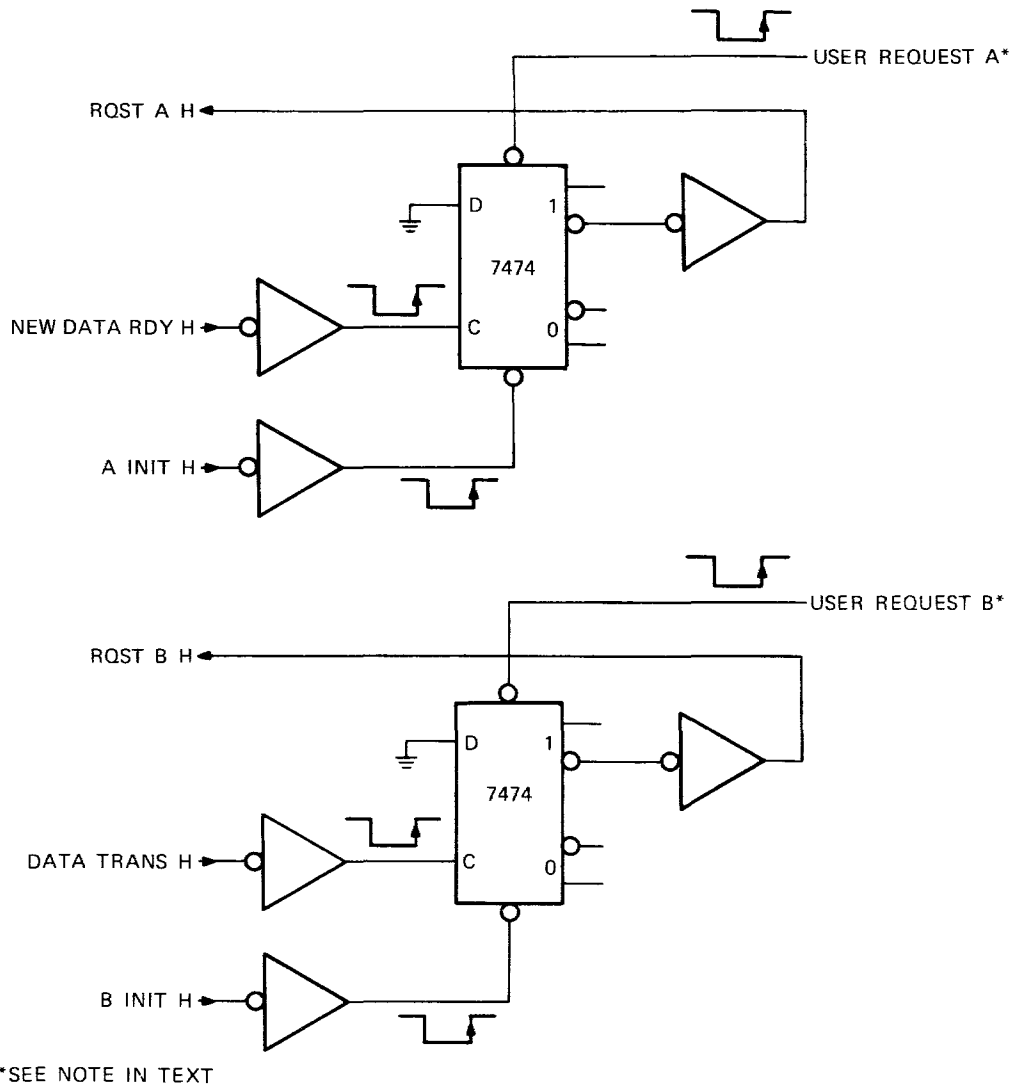 USER REQUEST A*
RQST A H
D 1
7474
NEW DATA RDY H
C 0
A INIT H
USER REQUEST B*
RQST B H
D 1
7474
DATA TRANS H
C 0
B INIT H
*SEE NOTE IN TEXT